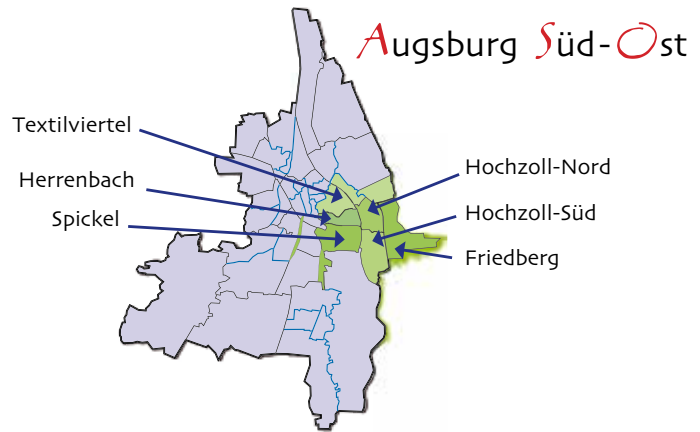 Augsburg Süd-Ost
Textilviertel
Herrenbach
Spickel
Hochzoll-Nord
Hochzoll-Süd
Friedberg